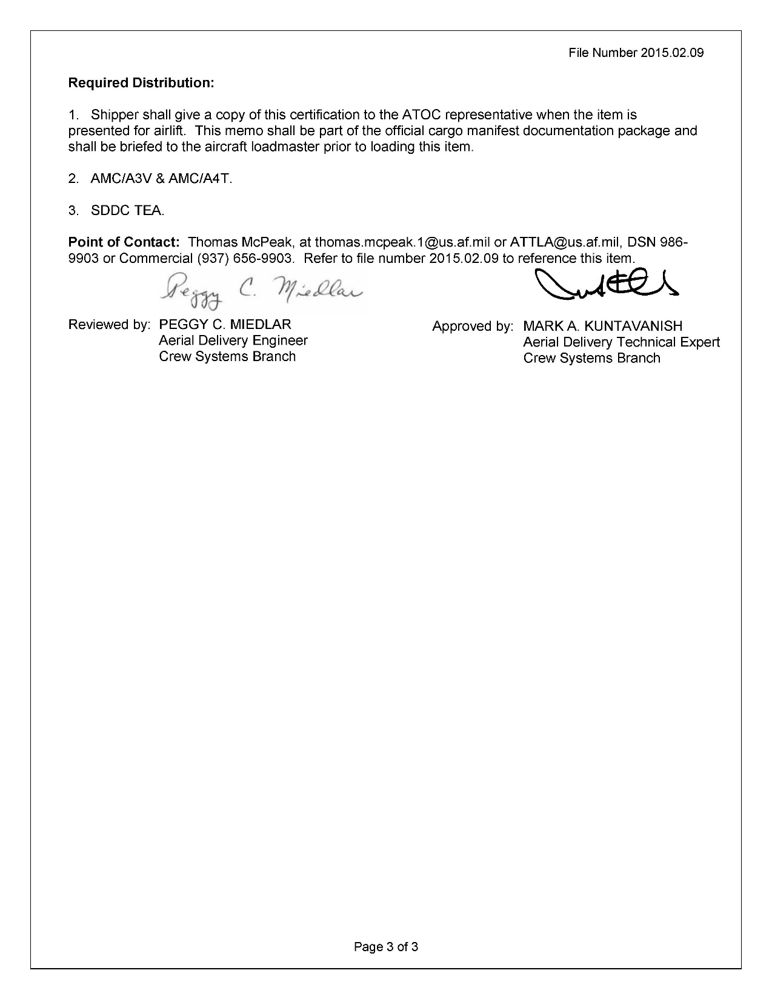 File Number 2015.02.09
Required Distribution:
1. Shipper shall give a copy of this certification to the ATOC representative when the item is
presented for airlift. This memo shall be part of the official cargo manifest documentation package and
shall be briefed to the aircraft loadmaster prior to loading this item.
2. AMC/A3V & AMC/A4T.
3. SDDC TEA.
Point of Contact: Thomas McPeak, at thomas.mcpeak.1@us.af.mil or ATTLA@us.af.mil, DSN 986-
9903 or Commercial (937) 656-9903. Refer to file number 2015.02.09 to reference this item.
Peggy C. Miedlar
Reviewed by: PEGGY C. MIEDLAR
Aerial Delivery Engineer
Crew Systems Branch
Approved by: MARK A. KUNTAVANISH
Aerial Delivery Technical Expert
Crew Systems Branch
Page 3 of 3